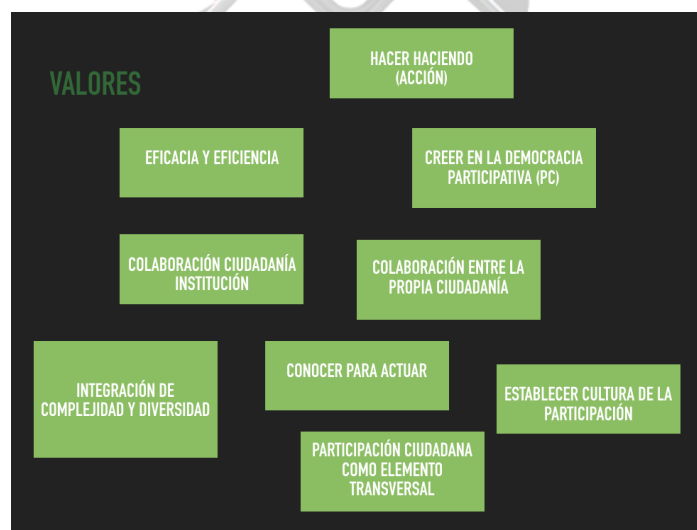 VALORES
HACER HACIENDO
(ACCIÓN)
EFICACIA Y EFICIENCIA
CREER EN LA DEMOCRACIA
PARTICIPATIVA (PC)
COLABORACIÓN CIUDADANÍA
INSTITUCIÓN
COLABORACIÓN ENTRE LA
PROPIA CIUDADANÍA
INTEGRACIÓN DE
COMPLEJIDAD Y DIVERSIDAD
CONOCER PARA ACTUAR
ESTABLECER CULTURA DE LA
PARTICIPACIÓN
PARTICIPACIÓN CIUDADANA
COMO ELEMENTO
TRANSVERSAL